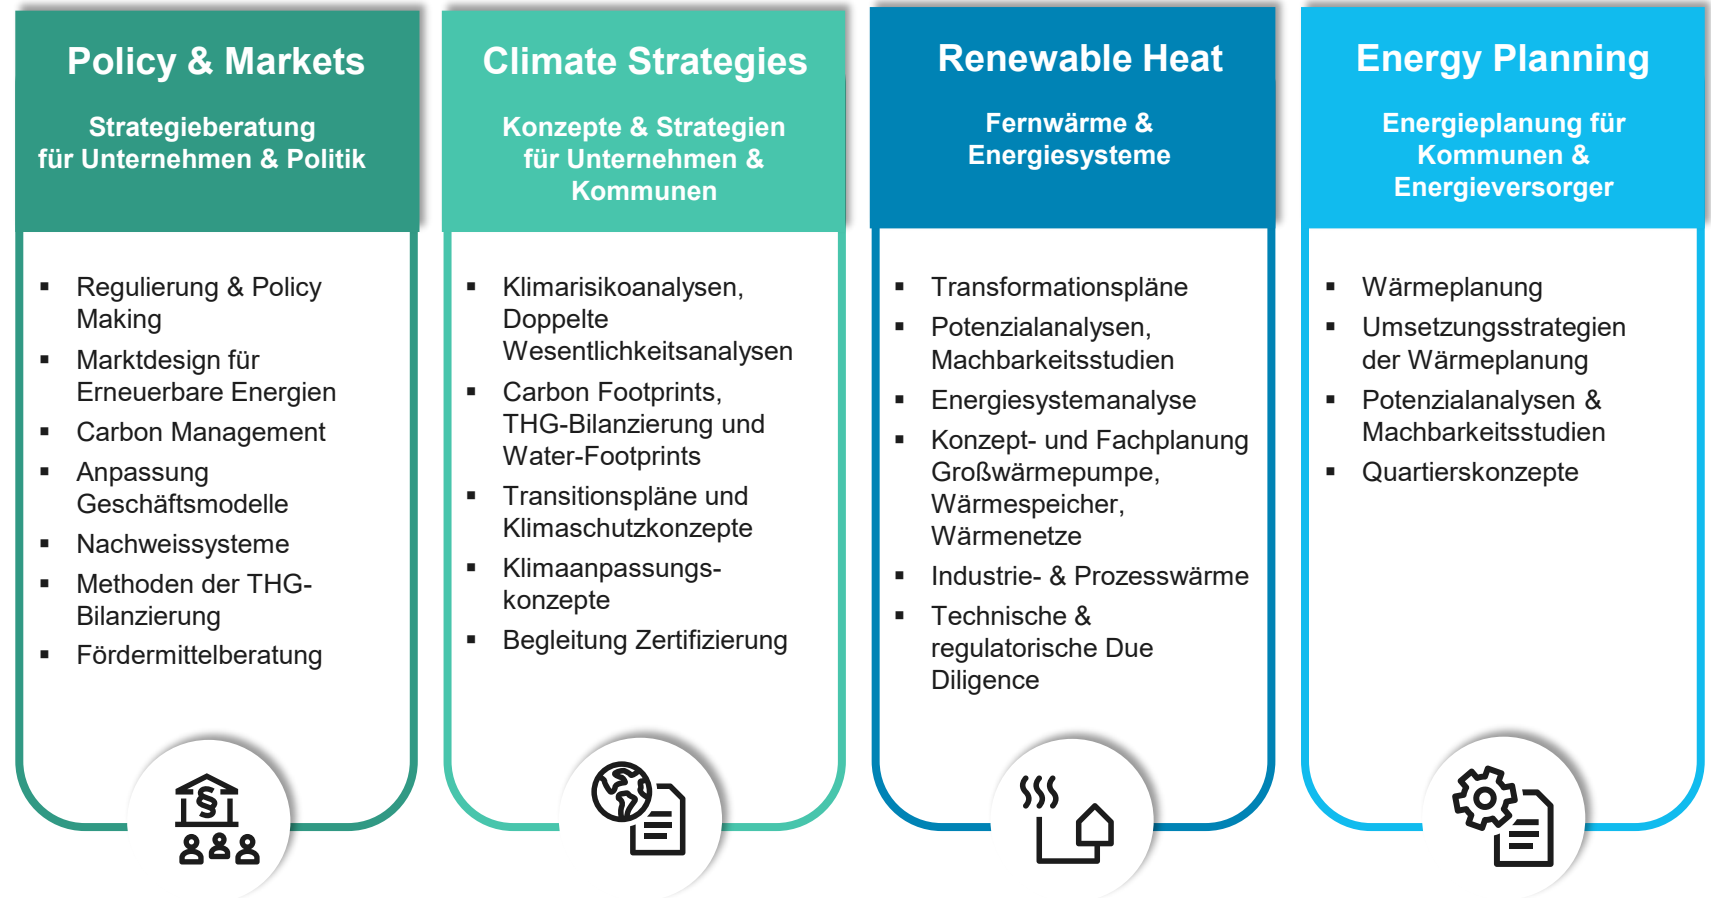 Policy & Markets
Strategieberatung
für Unternehmen & Politik
▪ Regulierung & Policy
Making
▪ Marktdesign für
Erneuerbare Energien
▪ Carbon Management
▪ Anpassung
Geschäftsmodelle
▪ Nachweissysteme
▪ Methoden der THG-
Bilanzierung
▪ Fördermittelberatung
§
Climate Strategies
Konzepte & Strategien
für Unternehmen &
Kommunen
▪ Klimarisikoanalysen,
Doppelte
Wesentlichkeitsanalysen
▪ Carbon Footprints,
THG-Bilanzierung und
Water-Footprints
▪ Transitionspläne und
Klimaschutzkonzepte
▪ Klimaanpassungs-
konzepte
▪ Begleitung Zertifizierung
Renewable Heat
Fernwärme &
Energiesysteme
▪ Transformationspläne
▪ Potenzialanalysen,
Machbarkeitsstudien
▪ Energiesystemanalyse
▪ Konzept- und Fachplanung
Großwärmepumpe,
Wärmespeicher,
Wärmenetze
▪ Industrie- & Prozesswärme
▪ Technische &
regulatorische Due
Diligence
Energy Planning
Energieplanung für
Kommunen &
Energieversorger
▪ Wärmeplanung
▪ Umsetzungsstrategien
der Wärmeplanung
▪ Potenzialanalysen &
Machbarkeitsstudien
▪ Quartierskonzepte